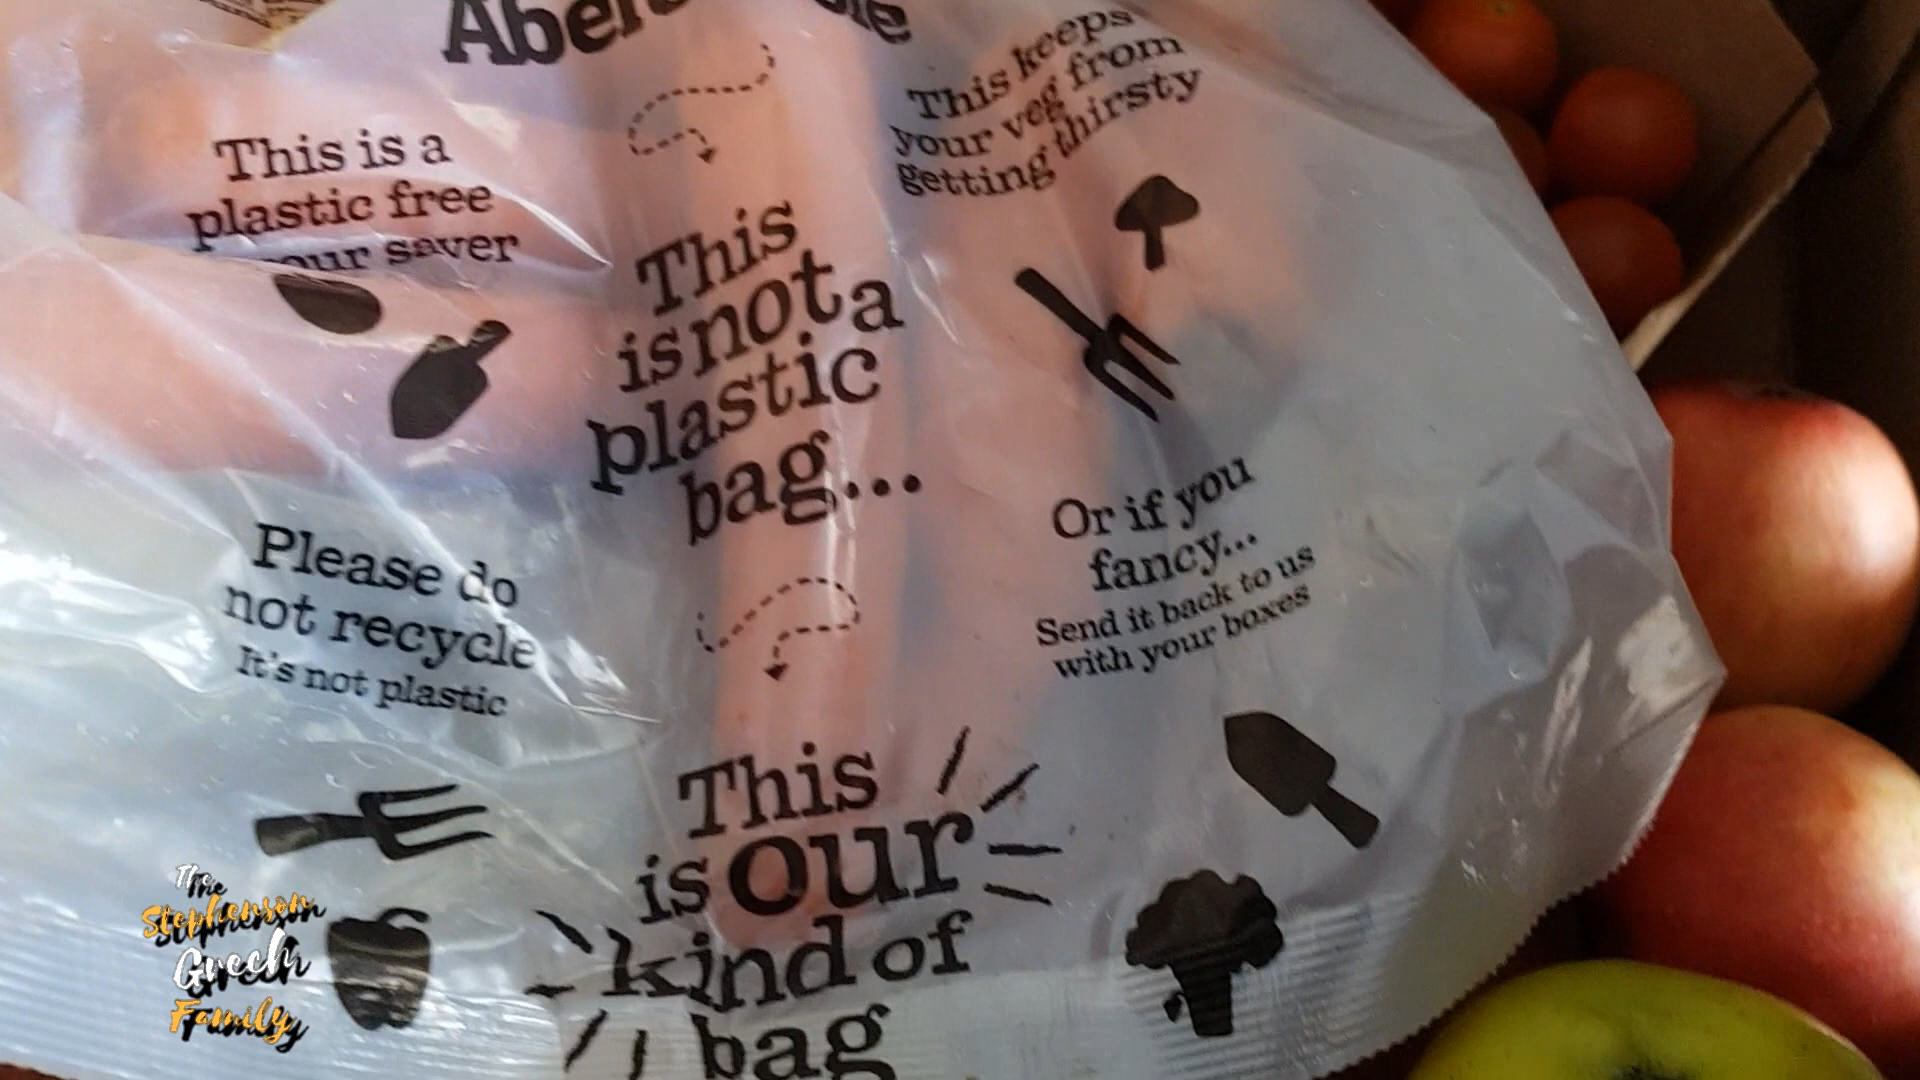 This is a
plastic free
saver
This
is not a
plastic
bag...
This keeps
your veg from
getting thirsty
Please do
not recycle
It's not plastic
Or if you
fancy...
Send it back to us
with your boxes
This
is our
kind of
bag
The
Stephenson
Grech
Family